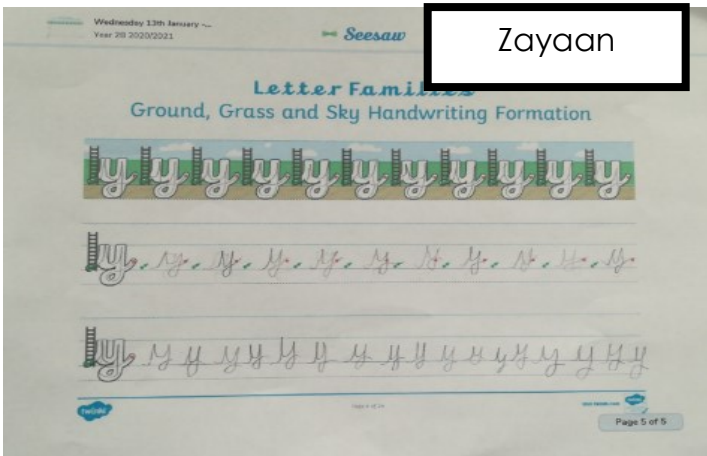 Wednesday 13th January -...
Year 2B 2020/2021
Seesaw
Zayaan
Letter Families
Ground, Grass and Sky Handwriting Formation
y y y y y y y y y y y
y y y y y y y y y y y
y y y y y y y y y y y y y y y y y
twinkl
Page 5 of 5